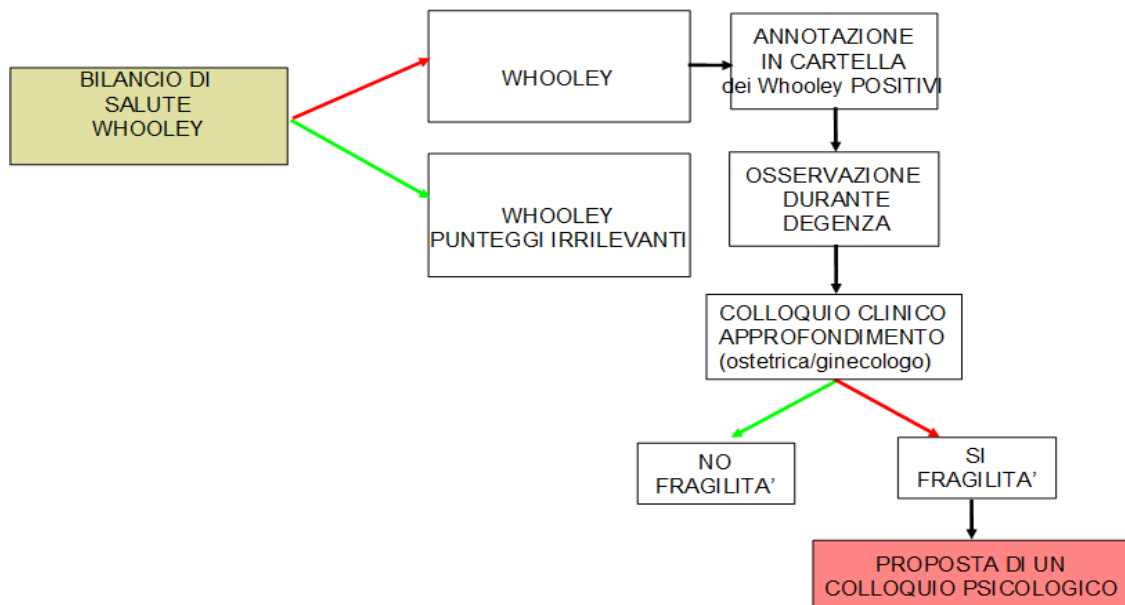 BILANCIO DI
SALUTE
WHOOLEY
WHOOLEY
ANNOTAZIONE
IN CARTELLA
dei Whooley POSITIVI
WHOOLEY
PUNTEGGI IRRILEVANTI
OSSERVAZIONE
DURANTE
DEGENZA
COLLOQUIO CLINICO
APPROFONDIMENTO
(ostetrica/ginecologo)
NO
FRAGILITA’
SI
FRAGILITA’
PROPOSTA DI UN
COLLOQUIO PSICOLOGICO